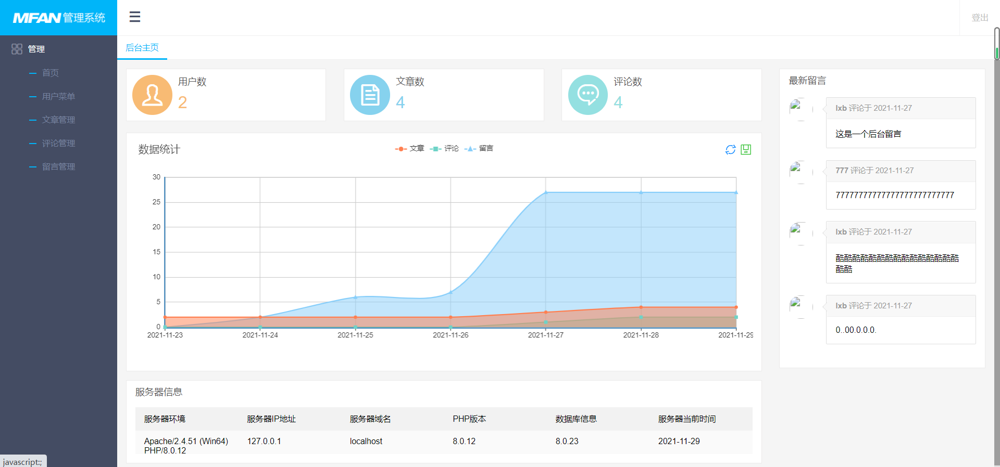 MFAN管理系统
登出
管理
首页
用户菜单
文章管理
评论管理
留言管理
后台主页
用户数
2
文章数
4
评论数
4
数据统计
文章 评论 留言
30
25
20
15
10
5
0
2021-11-23 2021-11-24 2021-11-25 2021-11-26 2021-11-27 2021-11-28 2021-11-29
最新留言
lxb 评论于 2021-11-27
这是一个后台留言
777 评论于 2021-11-27
77777777777777777777777777
lxb 评论于 2021-11-27
酷酷酷酷酷酷酷酷酷酷酷酷酷酷酷
酷酷
lxb 评论于 2021-11-27
0..00.0.0.0.
服务器信息
服务器环境 服务器IP地址 服务器域名 PHP版本 数据库信息 服务器当前时间
Apache/2.4.51 (Win64) 127.0.0.1 localhost 8.0.12 8.0.23 2021-11-29
PHP/8.0.12
javascript:;